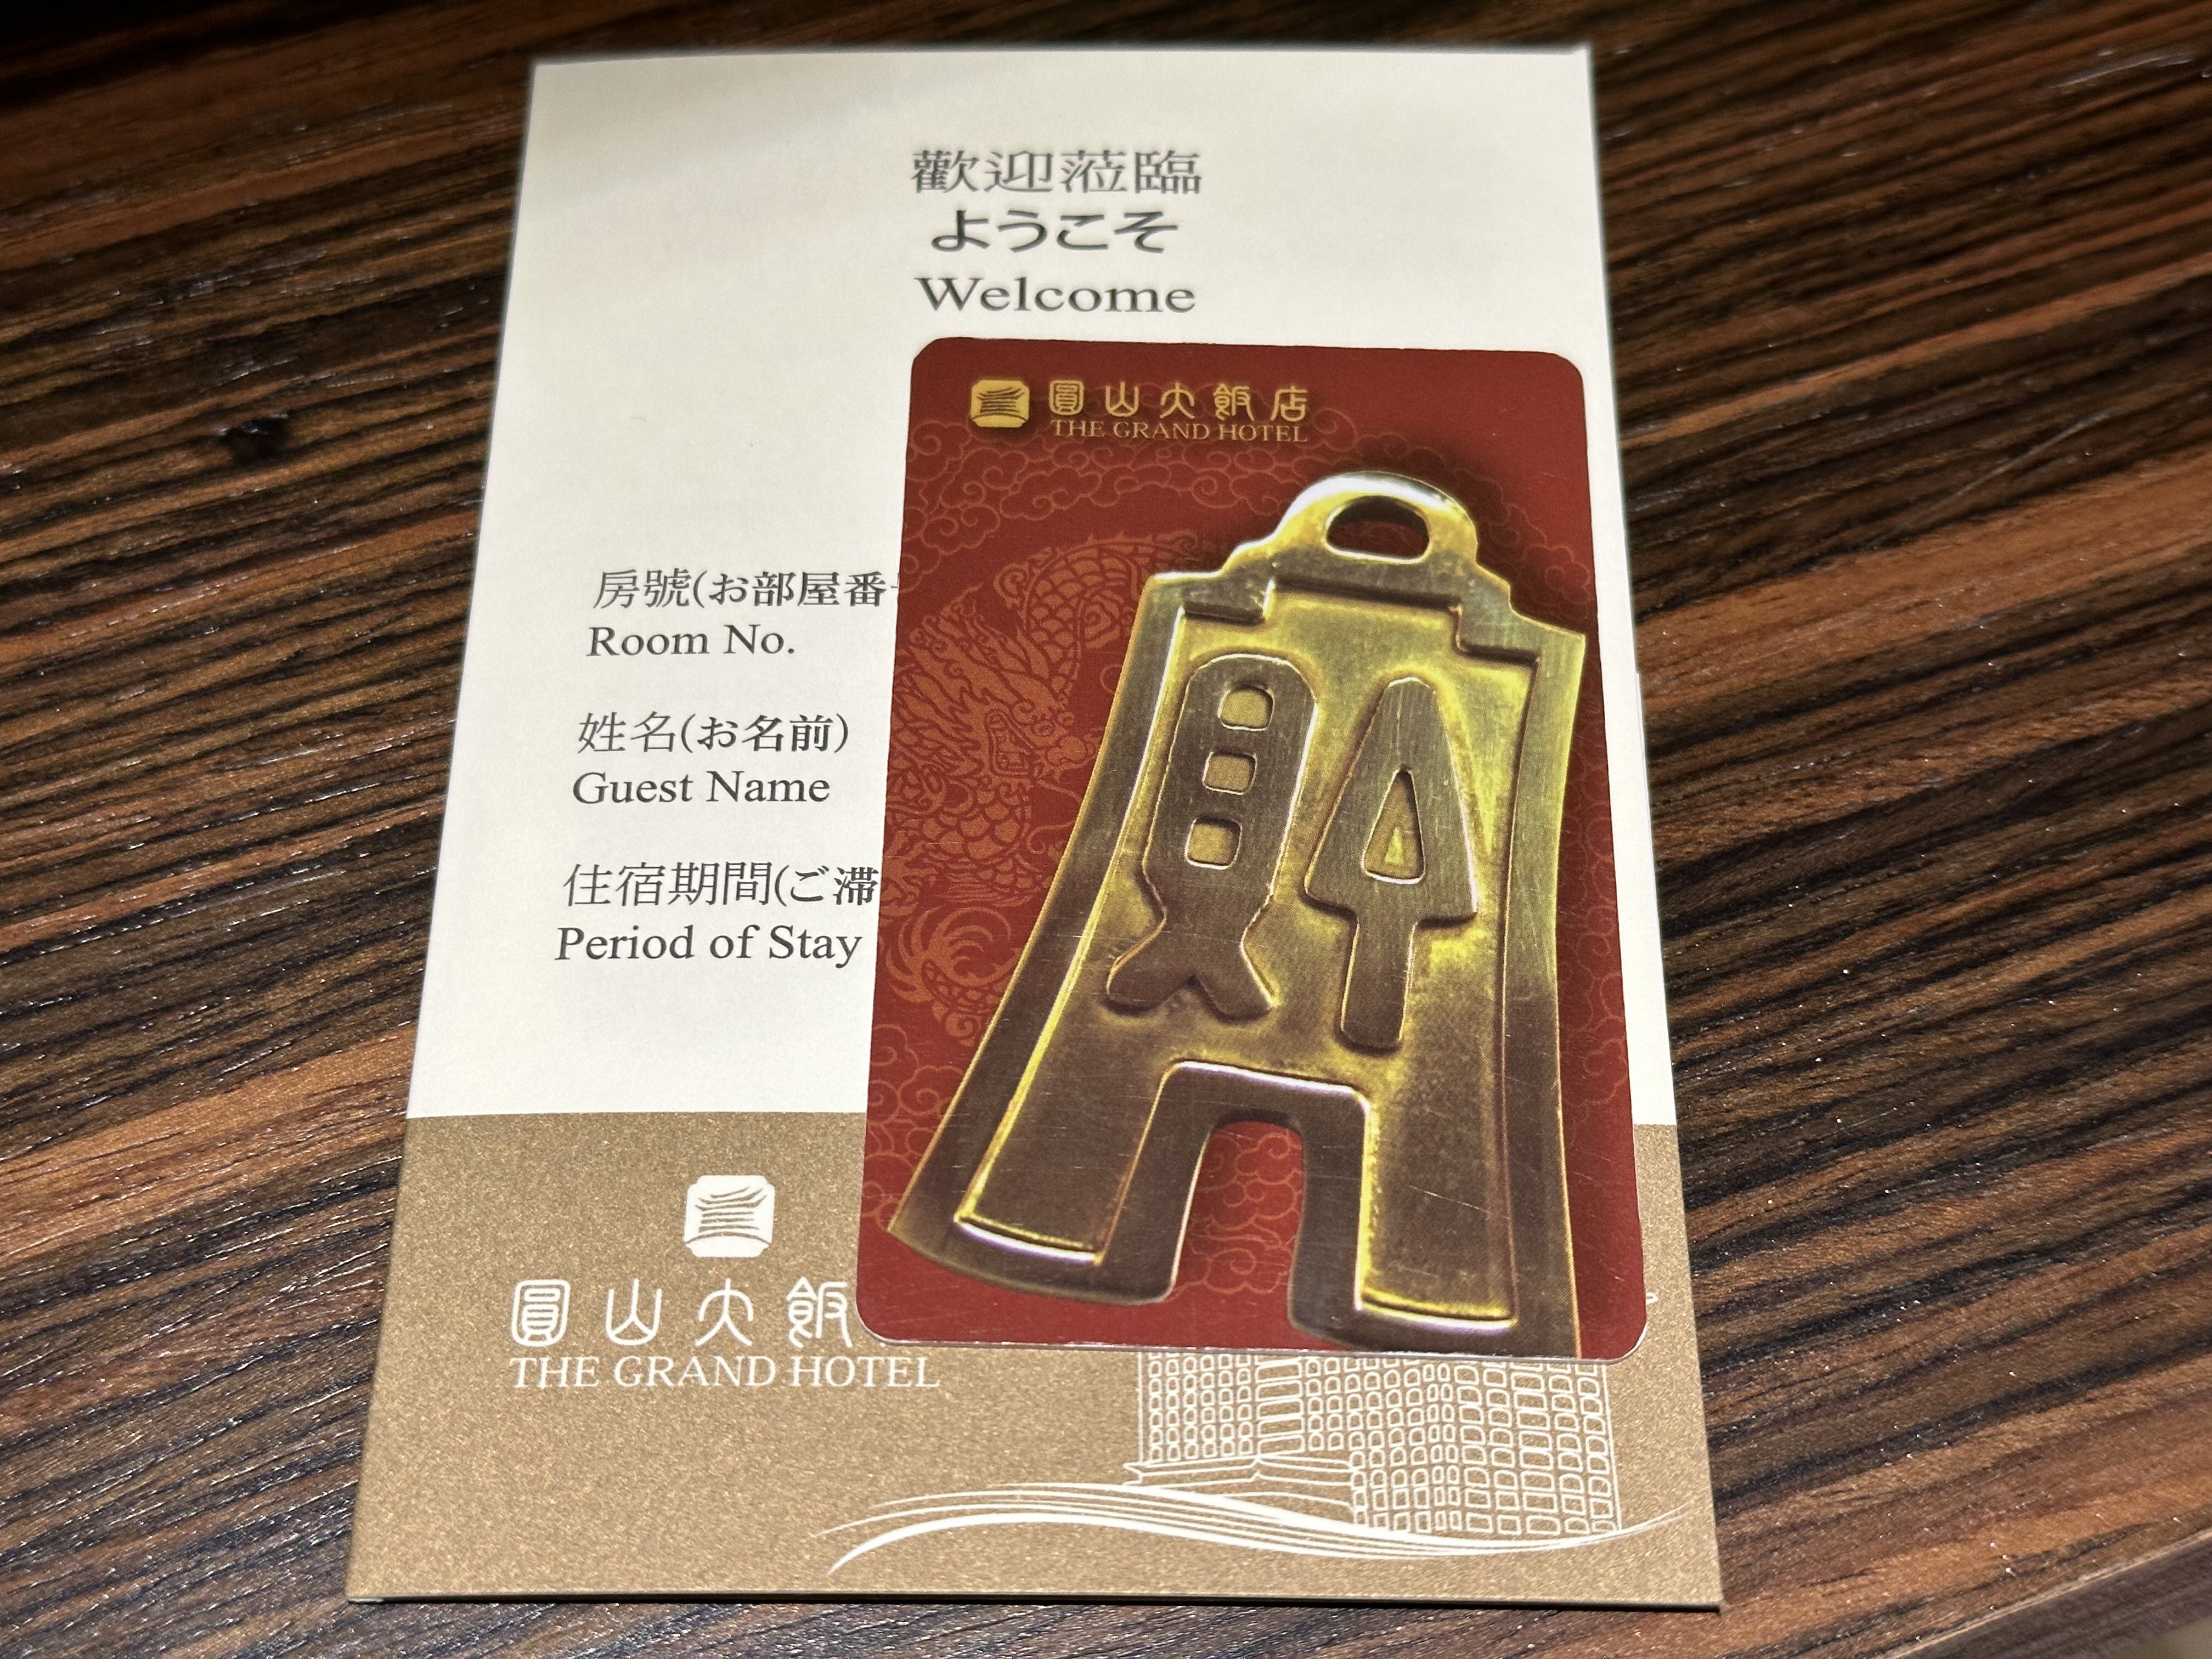 歡迎蒞臨
ようこそ
Welcome
圓山大飯店
THE GRAND HOTEL
房號(お部屋番
Room No.
姓名(お名前)
Guest Name
住宿期間(ご滞
Period of Stay
財
圓山大飯
THE GRAND HOTEL